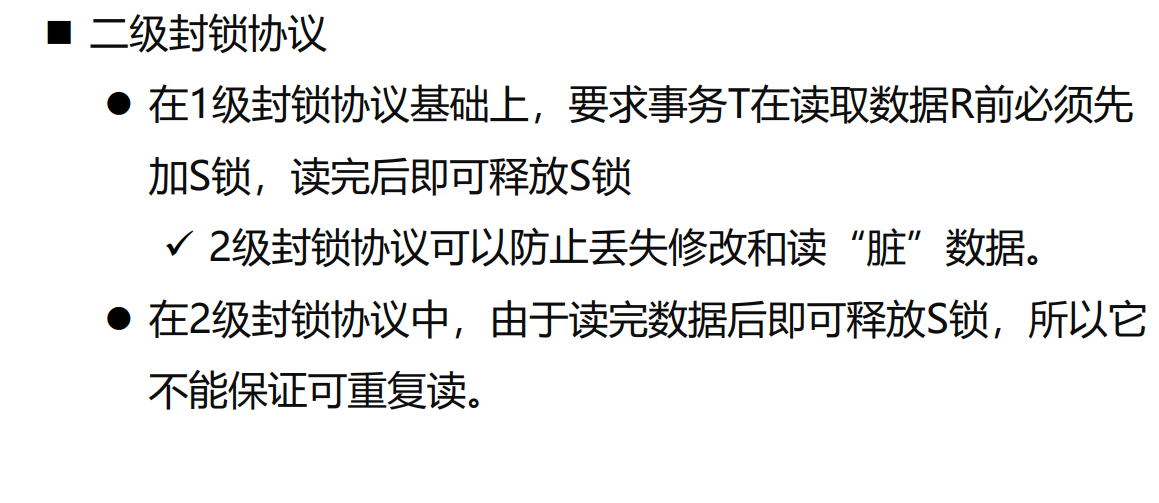 ■ 二级封锁协议
● 在1级封锁协议基础上，要求事务T在读取数据R前必须先
加S锁，读完后即可释放S锁
✓ 2级封锁协议可以防止丢失修改和读“脏”数据。
● 在2级封锁协议中，由于读完数据后即可释放S锁，所以它
不能保证可重复读。